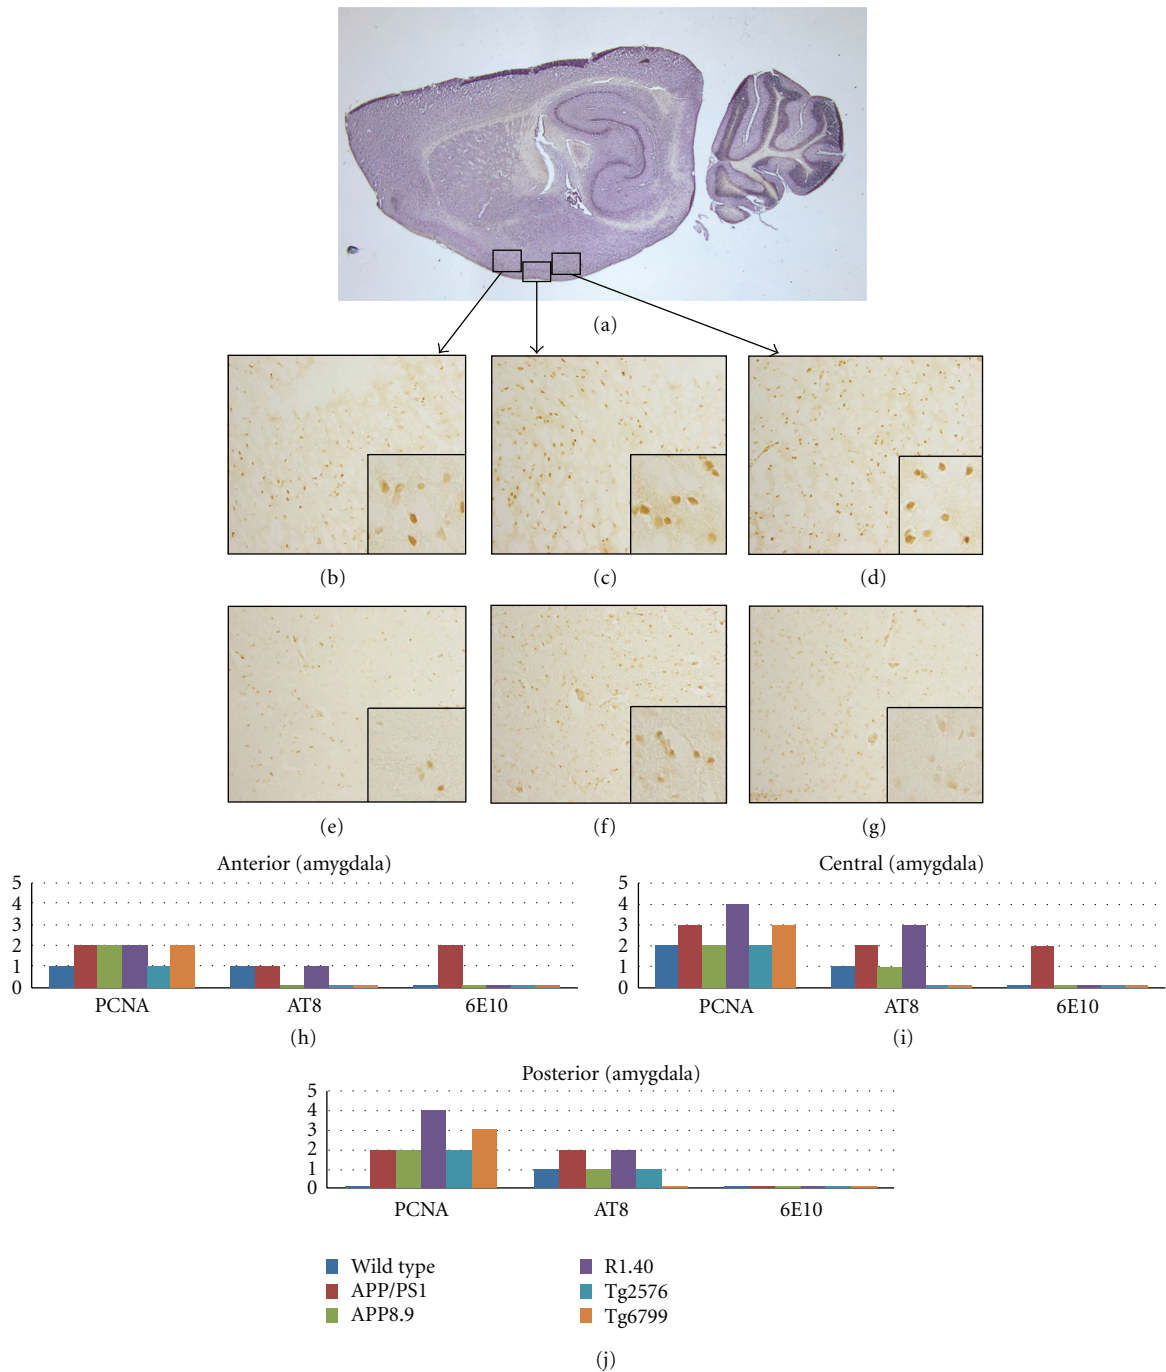 (a)
(b) (c) (d)
(e) (f) (g)
Anterior (amygdala)
5
4
3
2
1
0
PCNA AT8 6E10
(h)
Central (amygdala)
5
4
3
2
1
0
PCNA AT8 6E10
(i)
Posterior (amygdala)
5
4
3
2
1
0
PCNA AT8 6E10
Wild type R1.40
APP/PS1 Tg2576
APP8.9 Tg6799
(j)